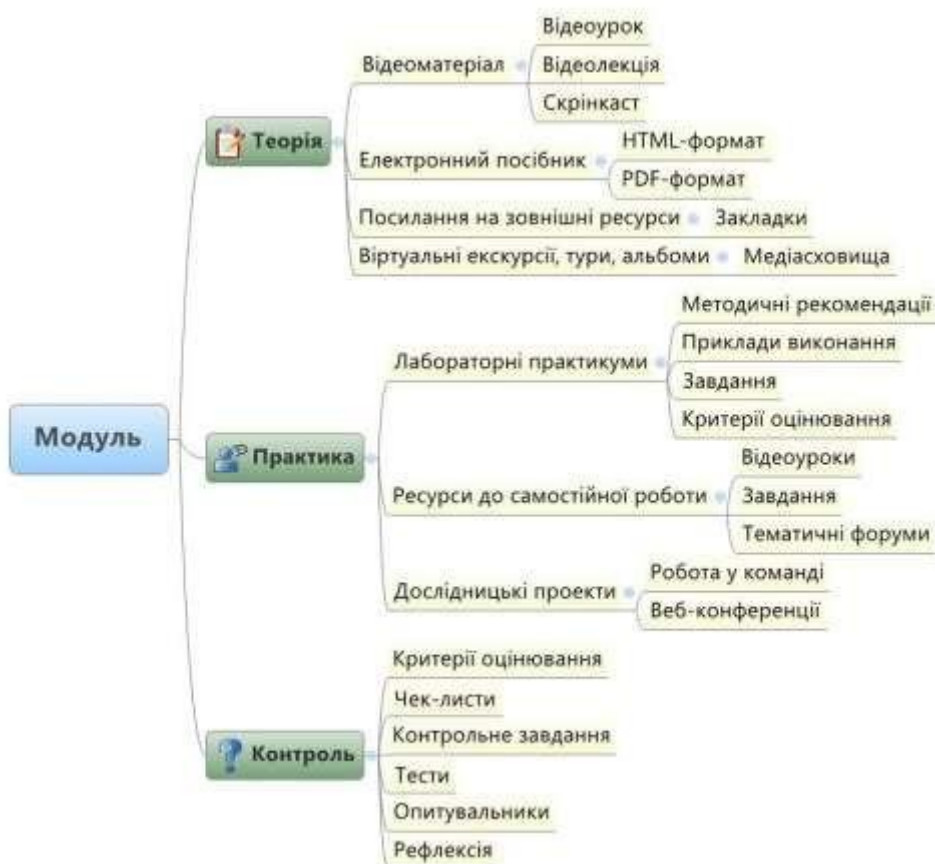 Модуль
Теорія
Відеоматеріал
Відеоурок
Відеолекція
Скрінкаст
Електронний посібник
HTML-формат
PDF-формат
Посилання на зовнішні ресурси
Закладки
Віртуальні екскурсії, тури, альбоми
Медіасховища
Практика
Лабораторні практикуми
Методичні рекомендації
Приклади виконання
Завдання
Критерії оцінювання
Ресурси до самостійної роботи
Відеоуроки
Завдання
Тематичні форуми
Дослідницькі проекти
Робота у команді
Веб-конференції
Контроль
Критерії оцінювання
Чек-листи
Контрольне завдання
Тести
Опитувальники
Рефлексія